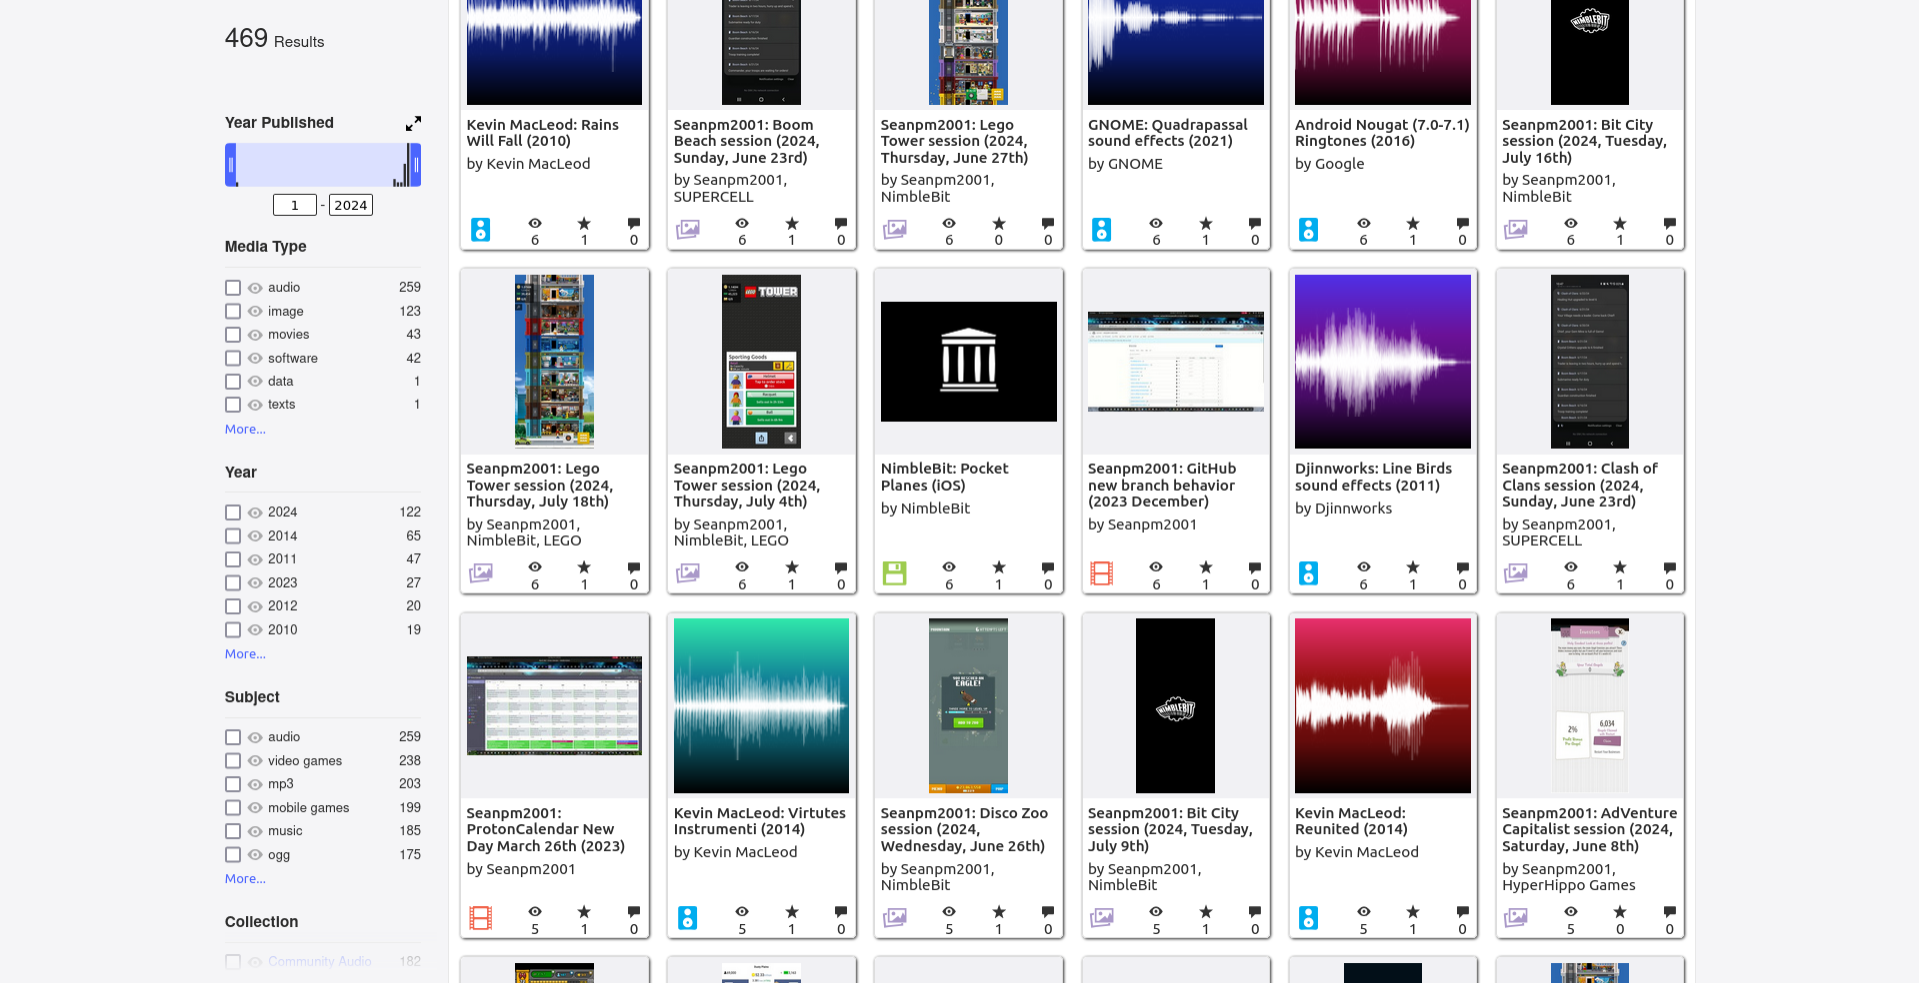 469 Results
Year Published
1 - 2024
Media Type
audio 259
image 123
movies 43
software 42
data 1
texts 1
More...
Year
2024 122
2014 65
2011 47
2023 27
2012 20
2010 19
More...
Subject
audio 259
video games 238
mp3 203
mobile games 199
music 185
ogg 175
More...
Collection
Community Audio 182
Kevin MacLeod: Rains
Will Fall (2010)
by Kevin MacLeod
6 1 0
Seanpm2001: Boom
Beach session (2024,
Sunday, June 23rd)
by Seanpm2001,
SUPERCELL
6 1 0
Seanpm2001: Lego
Tower session (2024,
Thursday, June 27th)
by Seanpm2001,
NimbleBit
6 0 0
GNOME: Quadrapassal
sound effects (2021)
by GNOME
6 1 0
Android Nougat (7.0-7.1)
Ringtones (2016)
by Google
6 1 0
NIMBLEBIT
Seanpm2001: Bit City
session (2024, Tuesday,
July 16th)
by Seanpm2001,
NimbleBit
6 1 0
Seanpm2001: Lego
Tower session (2024,
Thursday, July 18th)
by Seanpm2001,
NimbleBit, LEGO
6 1 0
TOWER
Sporting Goods
Seanpm2001: Lego
Tower session (2024,
Thursday, July 4th)
by Seanpm2001,
NimbleBit, LEGO
6 1 0
NimbleBit: Pocket
Planes (iOS)
by NimbleBit
6 1 0
Seanpm2001: GitHub
new branch behavior
(2023 December)
by Seanpm2001
6 1 0
Djinnworks: Line Birds
sound effects (2011)
by Djinnworks
6 1 0
Seanpm2001: Clash of
Clans session (2024,
Sunday, June 23rd)
by Seanpm2001,
SUPERCELL
6 1 0
Seanpm2001:
ProtonCalendar New
Day March 26th (2023)
by Seanpm2001
5 1 0
Kevin MacLeod: Virtutes
Instrumenti (2014)
by Kevin MacLeod
5 1 0
EAGLE!
Seanpm2001: Disco Zoo
session (2024,
Wednesday, June 26th)
by Seanpm2001,
NimbleBit
5 1 0
NIMBLEBIT
Seanpm2001: Bit City
session (2024, Tuesday,
July 9th)
by Seanpm2001,
NimbleBit
5 1 0
Kevin MacLeod:
Reunited (2014)
by Kevin MacLeod
5 1 0
2%
6,034
Seanpm2001: AdVenture
Capitalist session (2024,
Saturday, June 8th)
by Seanpm2001,
HyperHippo Games
5 0 0